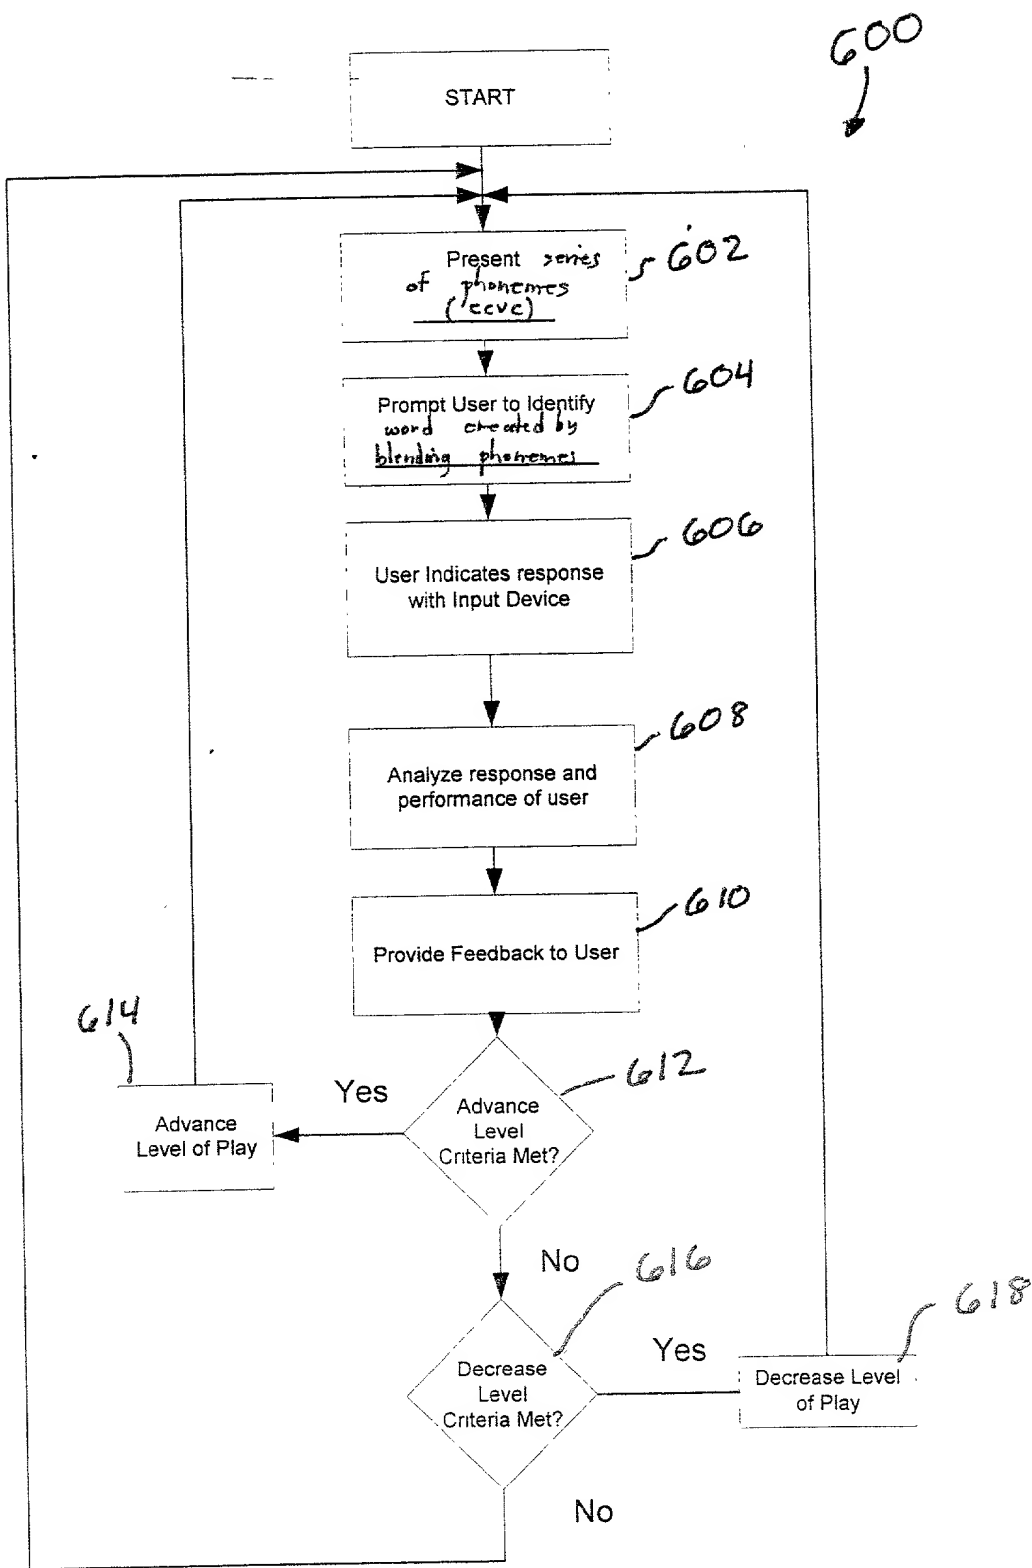 600
START
Present series
of phonemes
(ccvc)
602
Prompt User to Identify
word created by
blending phonemes
604
User Indicates response
with Input Device
606
Analyze response and
performance of user
608
Provide Feedback to User
610
Advance
Level
Criteria Met?
612
Yes
Advance
Level of Play
614
No
Decrease
Level
Criteria Met?
616
Yes
Decrease Level
of Play
618
No